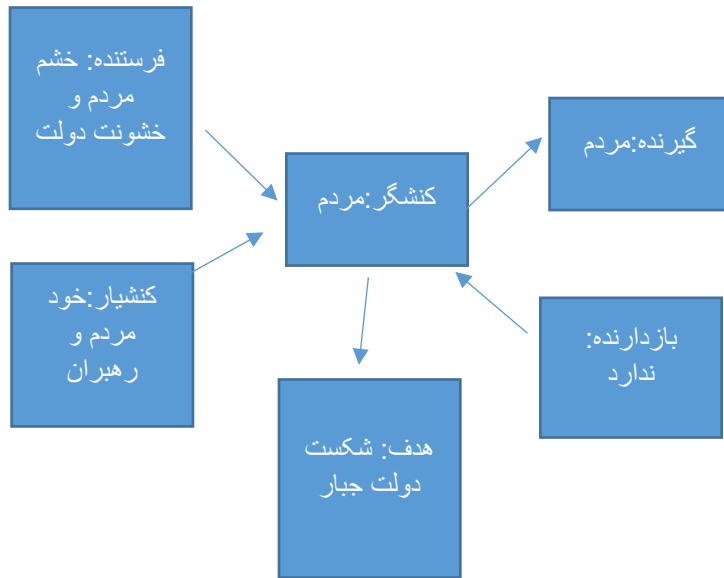 فرستنده: خشم
مردم و
خشونت دولت
گیرنده:مردم
کنشگر:مردم
کنشیار:خود
مردم و
رهبران
بازدارنده:
ندارد
هدف: شکست
دولت جبار